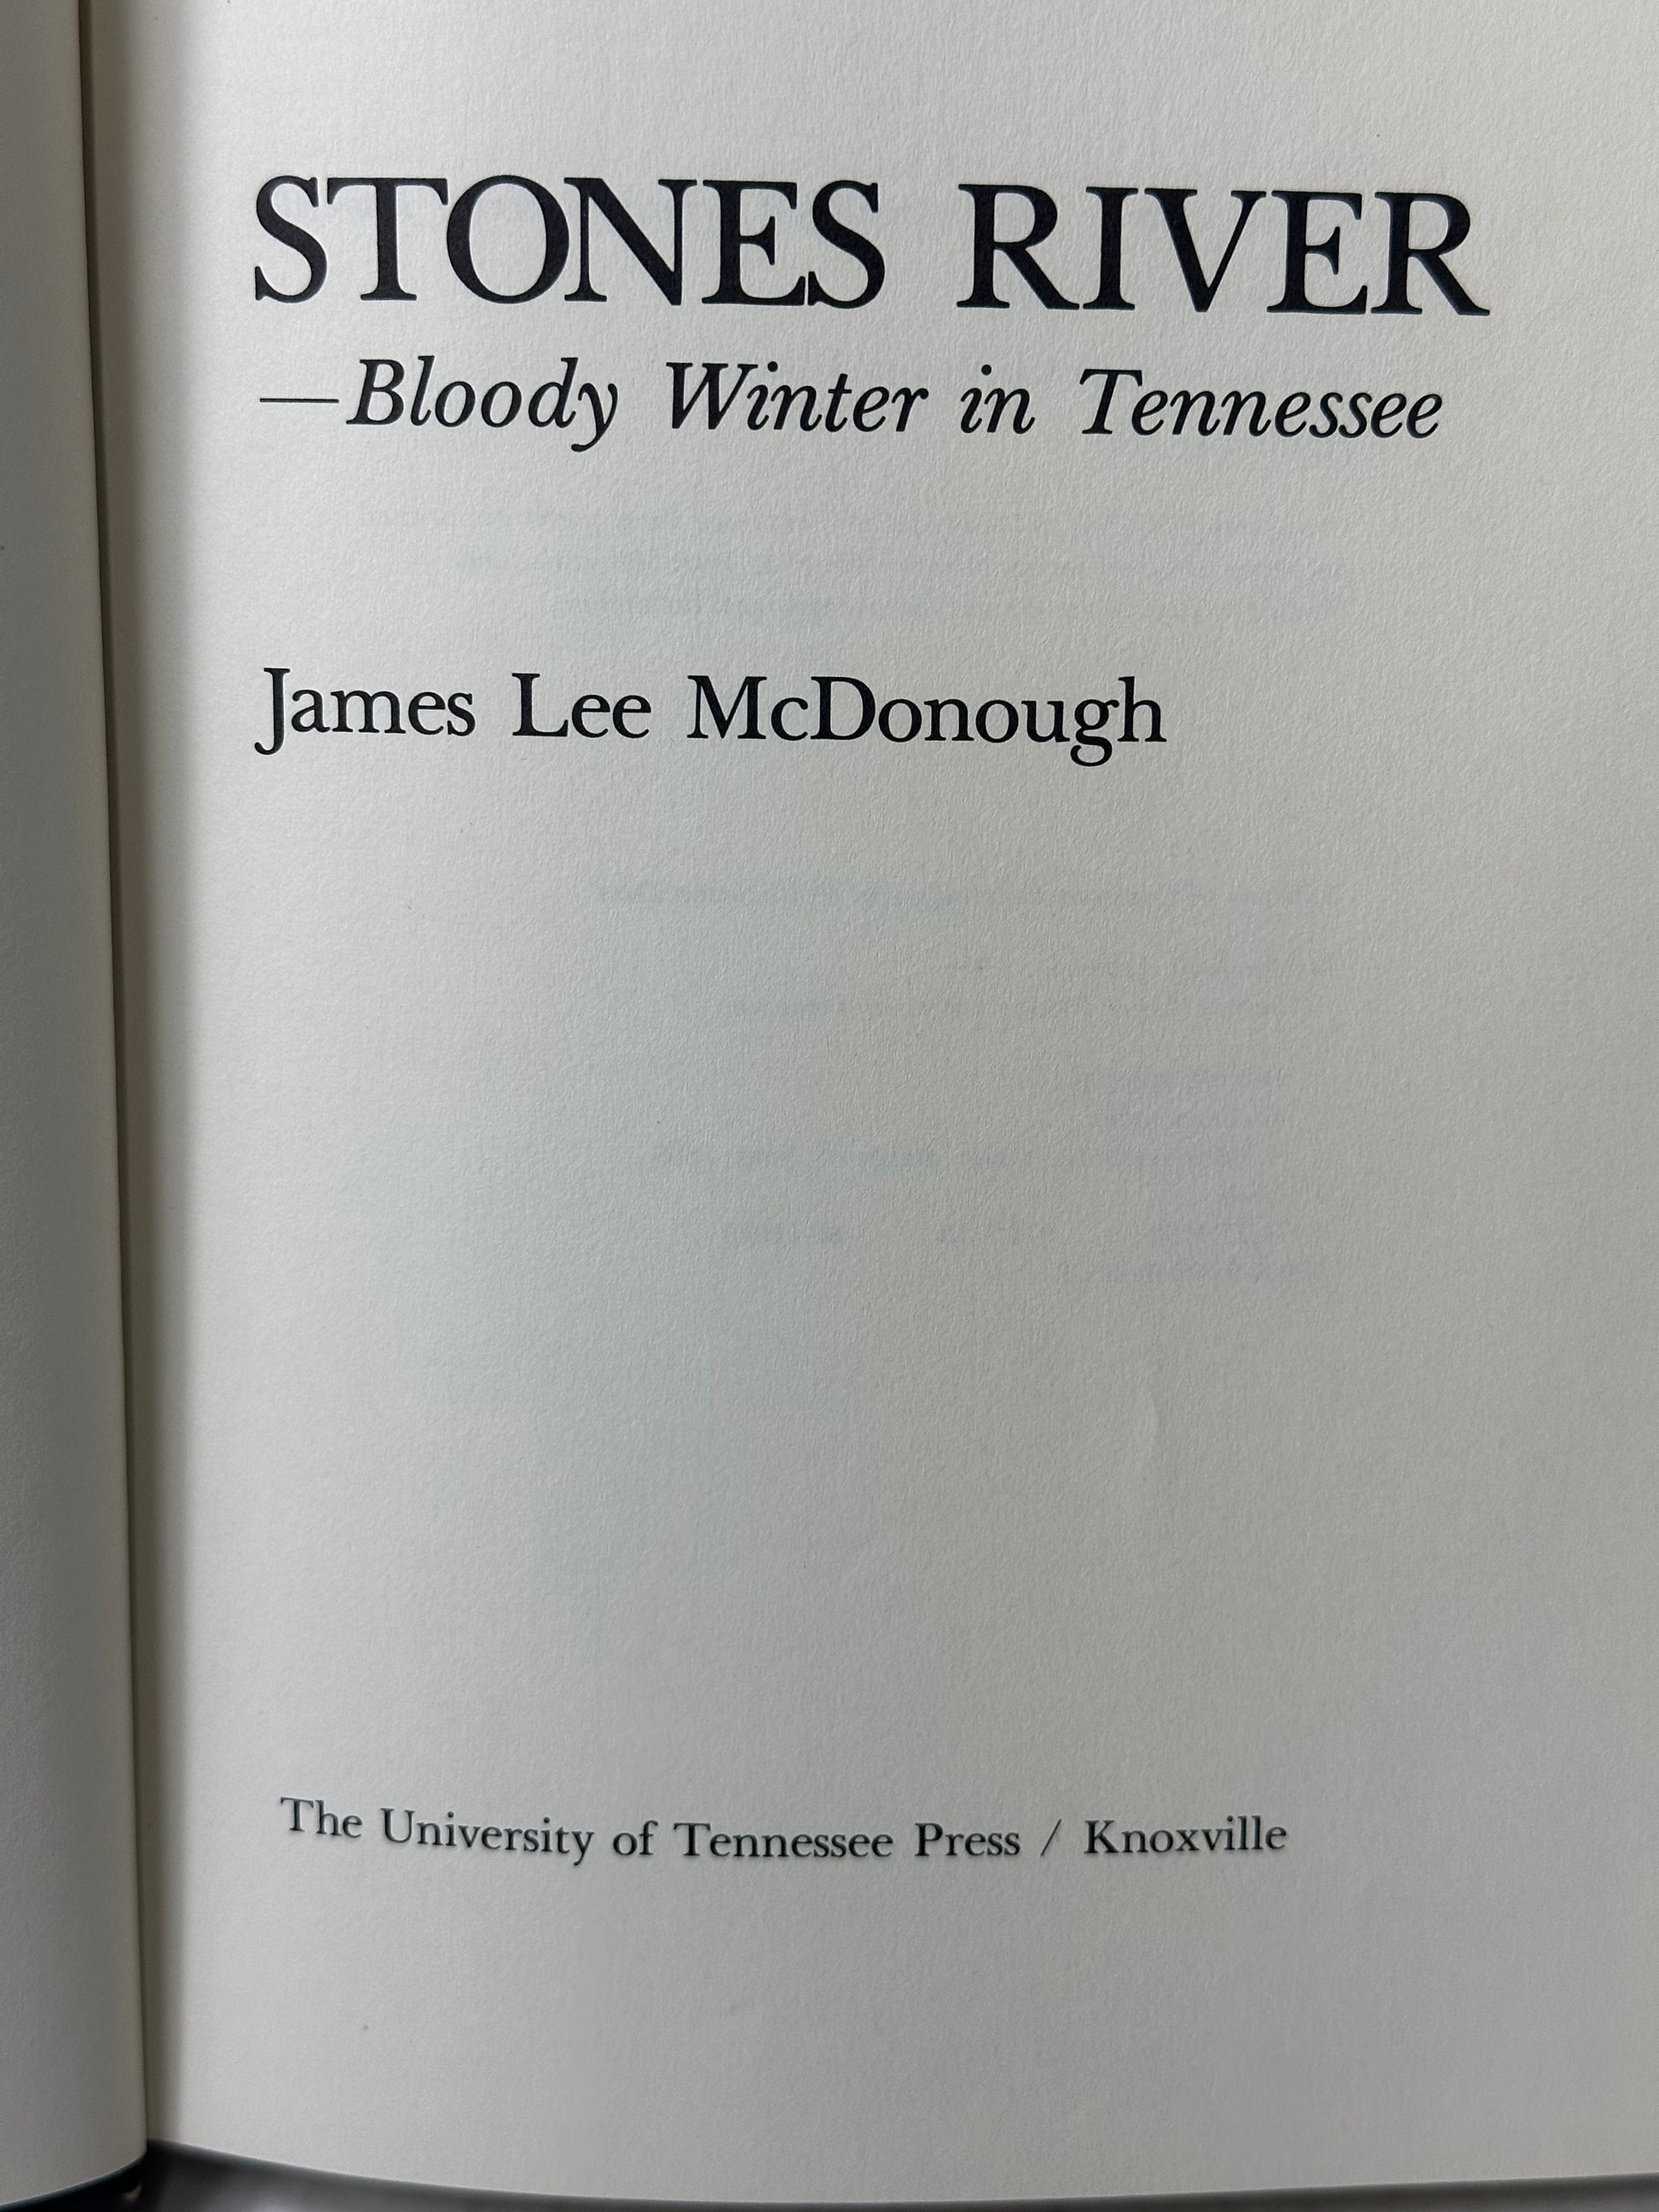 STONES RIVER
—Bloody Winter in Tennessee
James Lee McDonough
The University of Tennessee Press / Knoxville